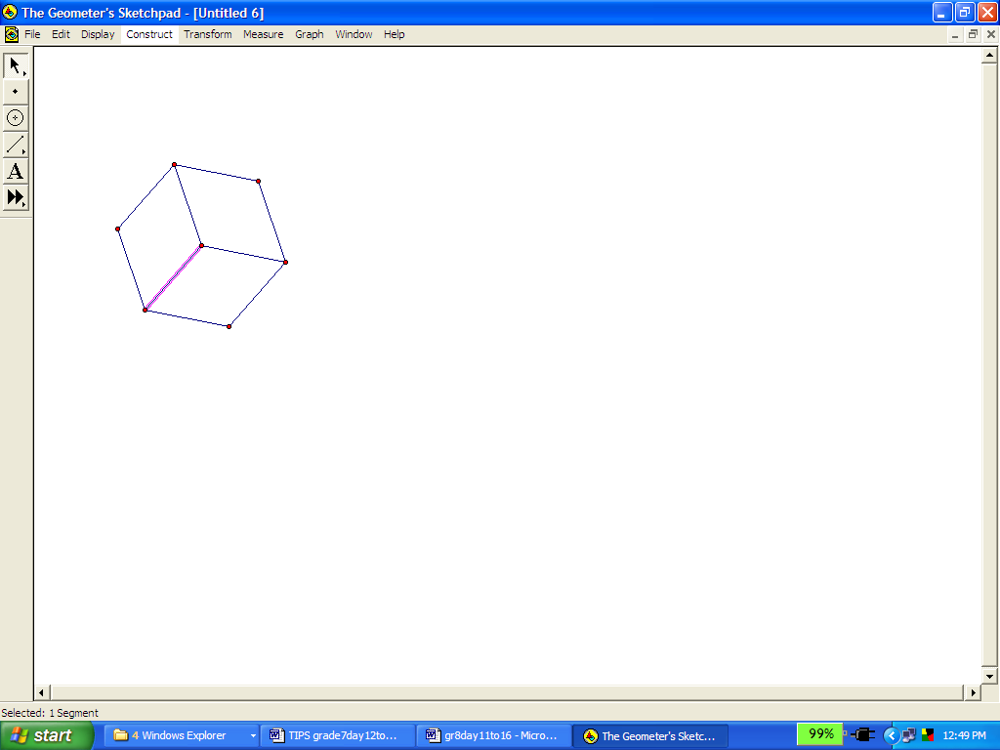 The Geometer's Sketchpad - [Untitled 6]
File Edit Display Construct Transform Measure Graph Window Help
A
Selected: 1 Segment
start 4 Windows Explorer TIPS grade7day12to... gr8day11to16 - Micro... The Geometer's Sketc... 99% 12:49 PM